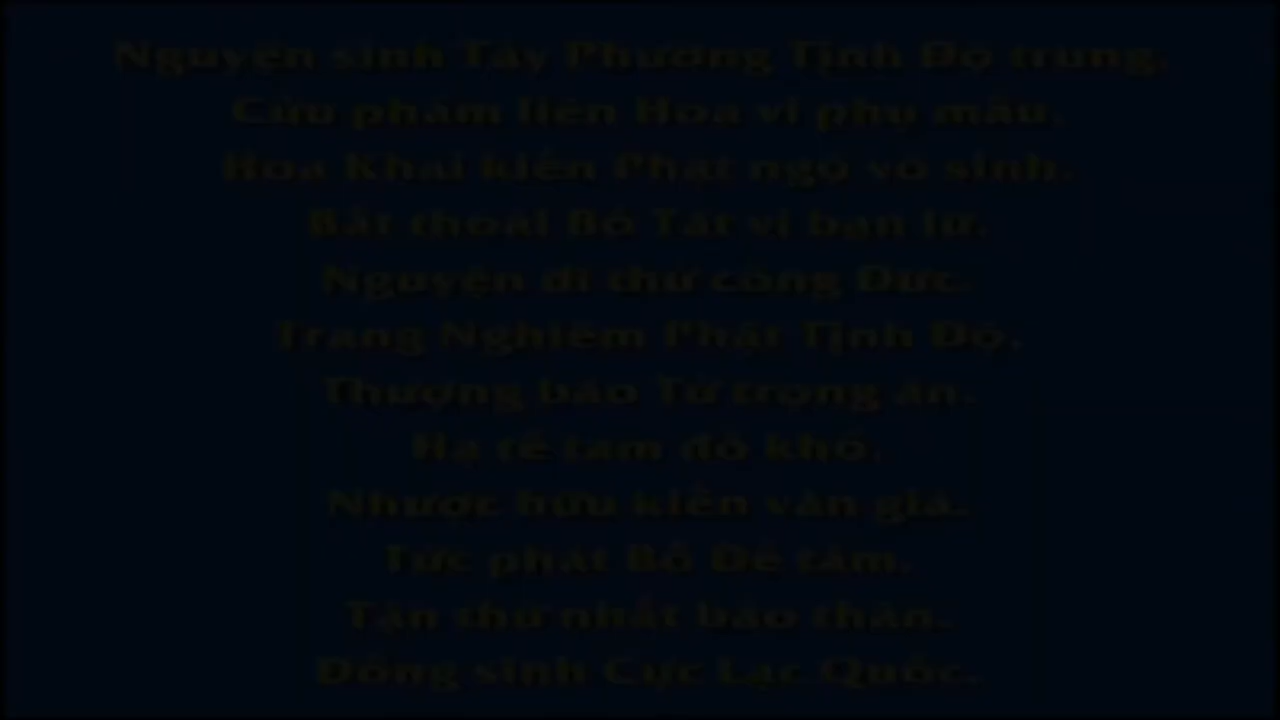 Nguyện sinh Tây Phương Tịnh Độ trung,
Cửu phẩm liên Hoa vi phụ mẫu.
Hoa Khai kiến Phật ngộ vô sinh.
Bất thoái Bồ Tát vi bạn lữ.
Nguyện dĩ thử công Đức.
Trang Nghiêm Phật Tịnh Độ.
Thượng báo Tứ trọng ân.
Hạ tế tam đồ khổ.
Nhược hữu kiến văn giả.
Tức phát Bồ Đề tâm.
Tận thử nhất báo thân.
Đồng sinh Cực Lạc Quốc.